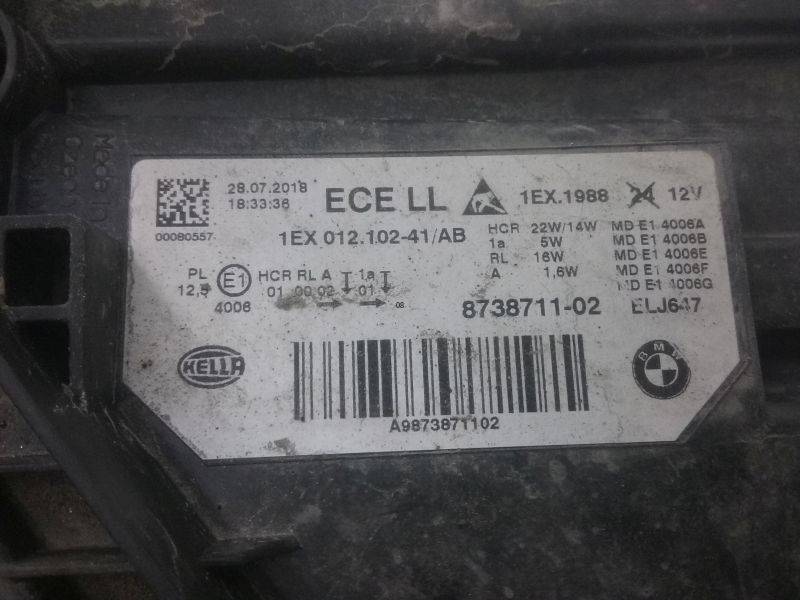 28.07.2018
18:33:36
00080557
ECE LL
1EX.1988 24 12V
1EX 012.102-41/AB
HCR 22W/14W MD E1 4006A
1a 5W MD E1 4006B
RL 16W MD E1 4006E
A 1,6W MD E1 4006F
MD E1 4006G
PL E1 HCR RL A 1a
12,5 01 00 02 01
4006 08
8738711-02 ELJ647
HELLA
A9873871102
BMW
Made